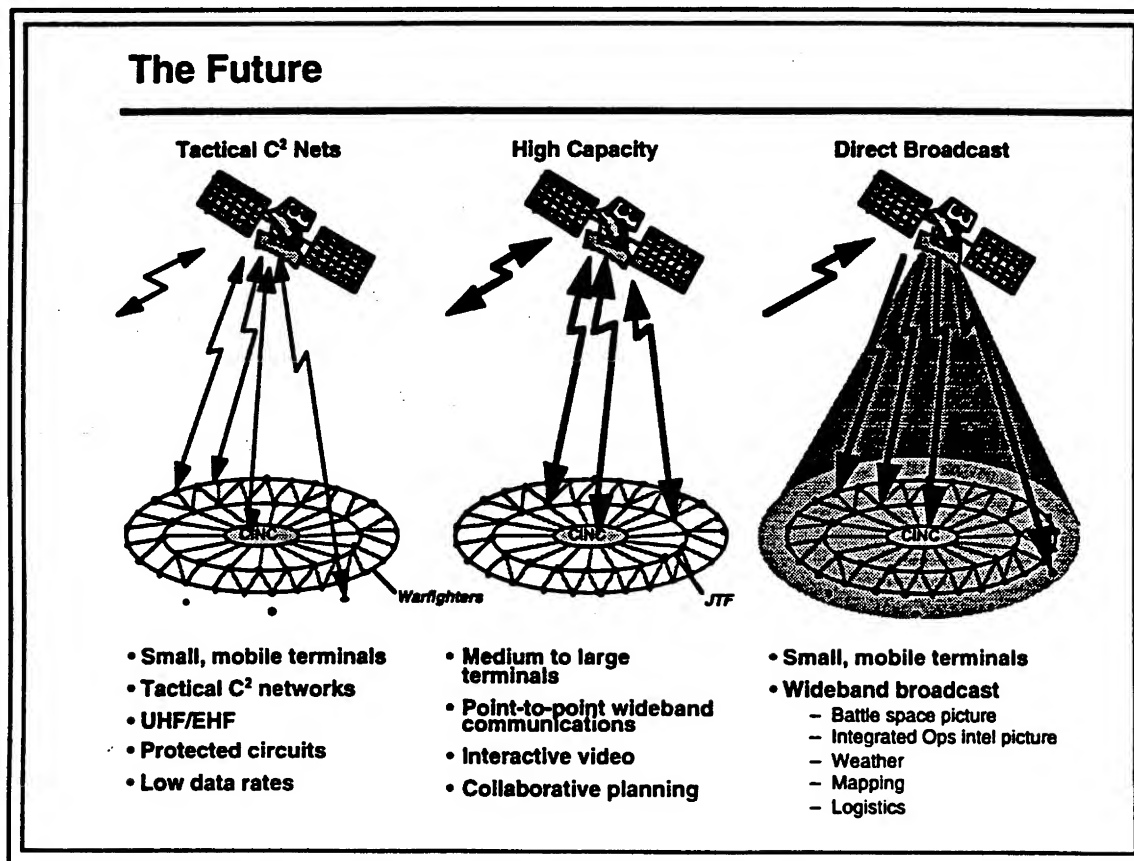 The Future
Tactical C² Nets
High Capacity
Direct Broadcast
CINC
CINC
CINC
Warfighters
JTF
• Small, mobile terminals
• Tactical C² networks
• UHF/EHF
• Protected circuits
• Low data rates
• Medium to large
terminals
• Point-to-point wideband
communications
• Interactive video
• Collaborative planning
• Small, mobile terminals
• Wideband broadcast
– Battle space picture
– Integrated Ops intel picture
– Weather
– Mapping
– Logistics